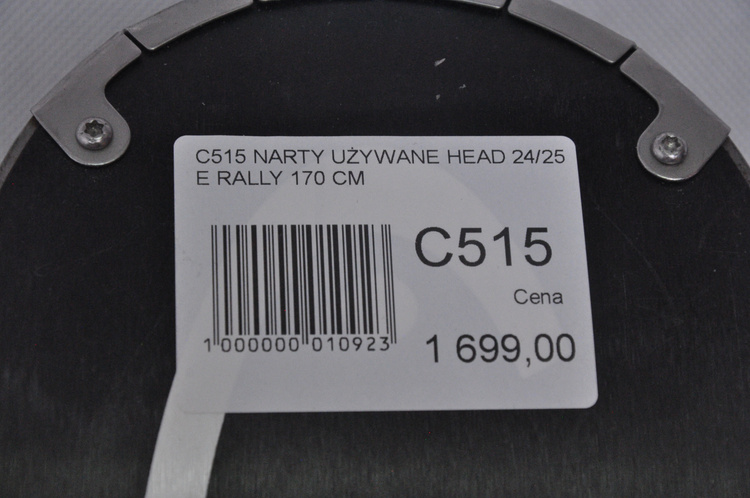 C515 NARTY UŻYWANE HEAD 24/25
E RALLY 170 CM
C515
Cena
1 699,00
1 000000 010923